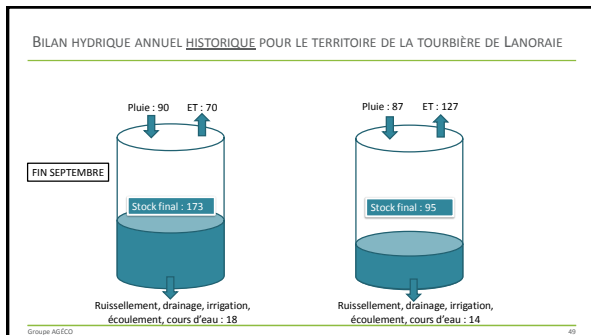 BILAN HYDRIQUE ANNUEL HISTORIQUE POUR LE TERRITOIRE DE LA TOURBIÈRE DE LANORAIE
Pluie : 90 ET : 70
Pluie : 87 ET : 127
FIN SEPTEMBRE
Stock final : 173
Stock final : 95
Ruissellement, drainage, irrigation,
écoulement, cours d'eau : 18
Ruissellement, drainage, irrigation,
écoulement, cours d'eau : 14
Groupe AGÉCO
49